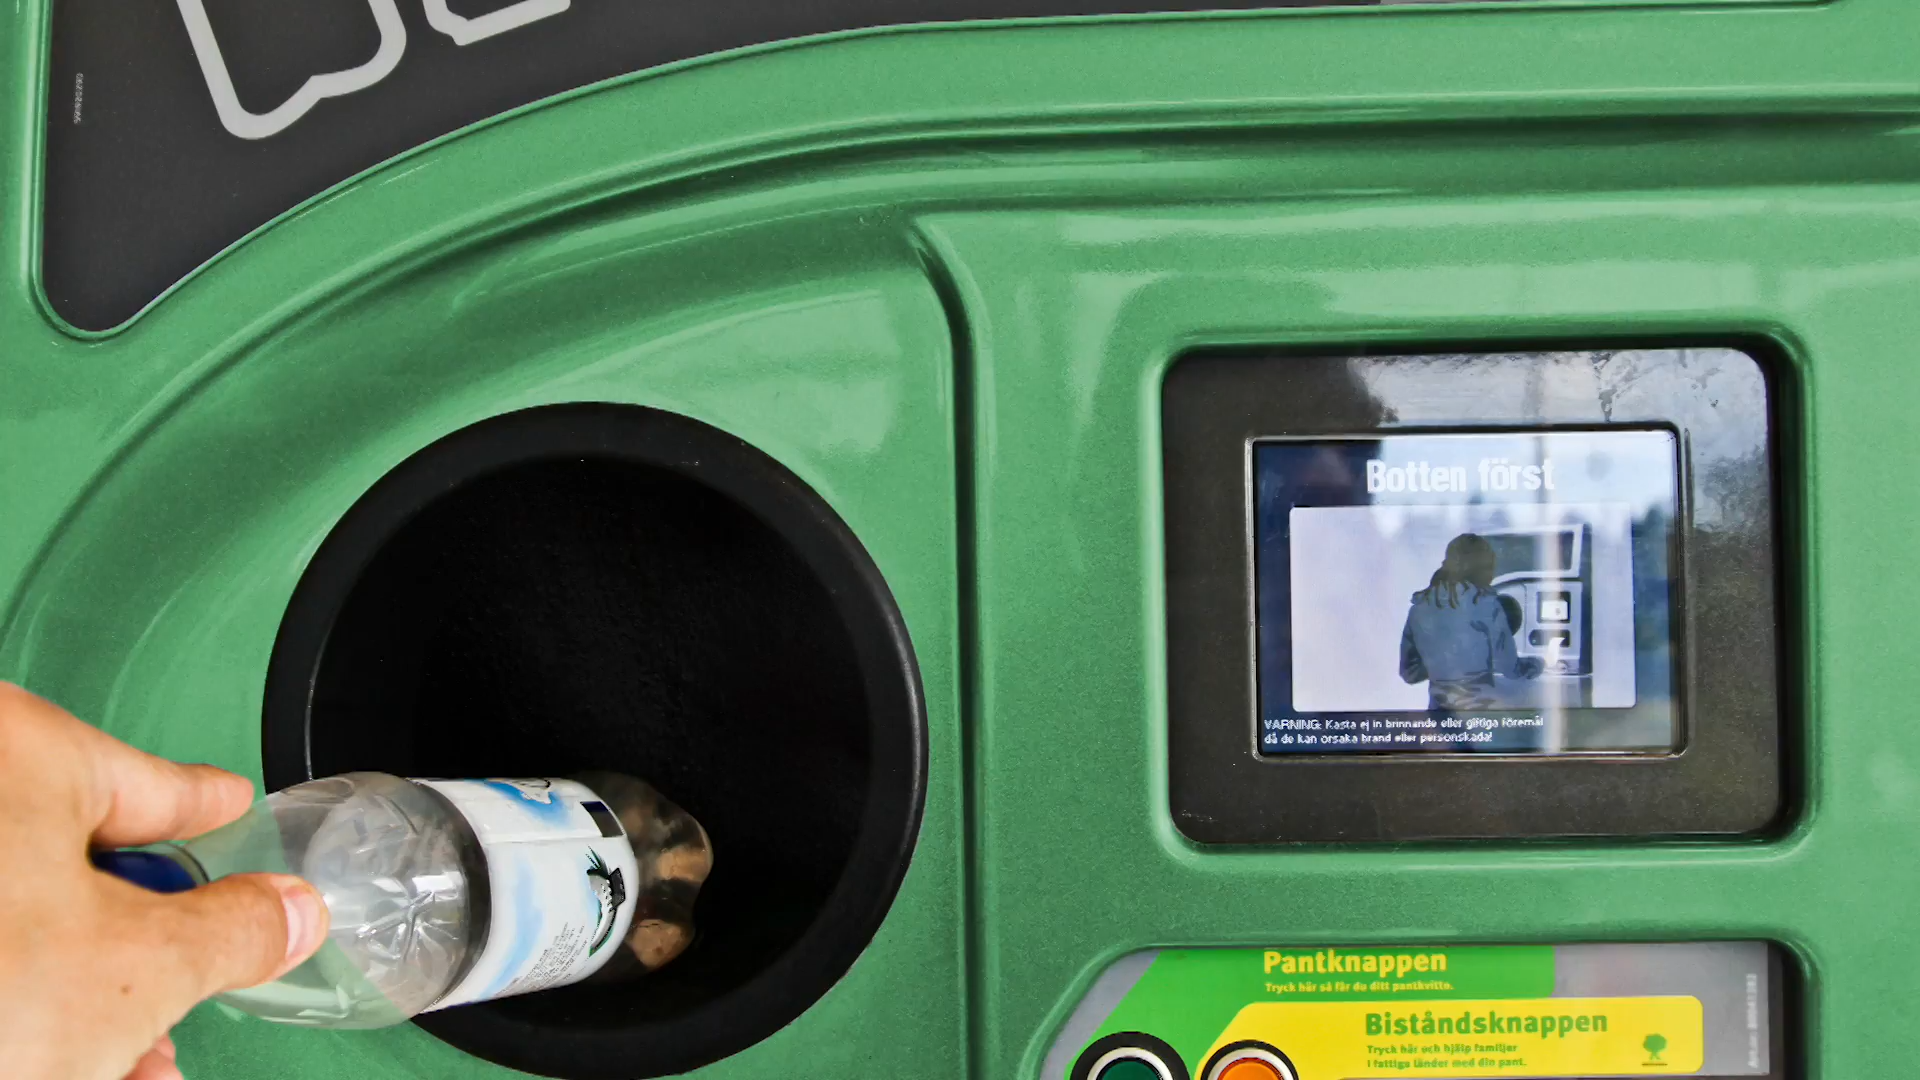 Botten först
VARNING: Kasta ej in brinnande eller giftiga föremål
då de kan orsaka brand eller personskada!
Pantknappen
Tryck här så får du ditt pantkvitto.
Biståndsknappen
Tryck här och hjälp familjer
i fattiga länder med din pant.